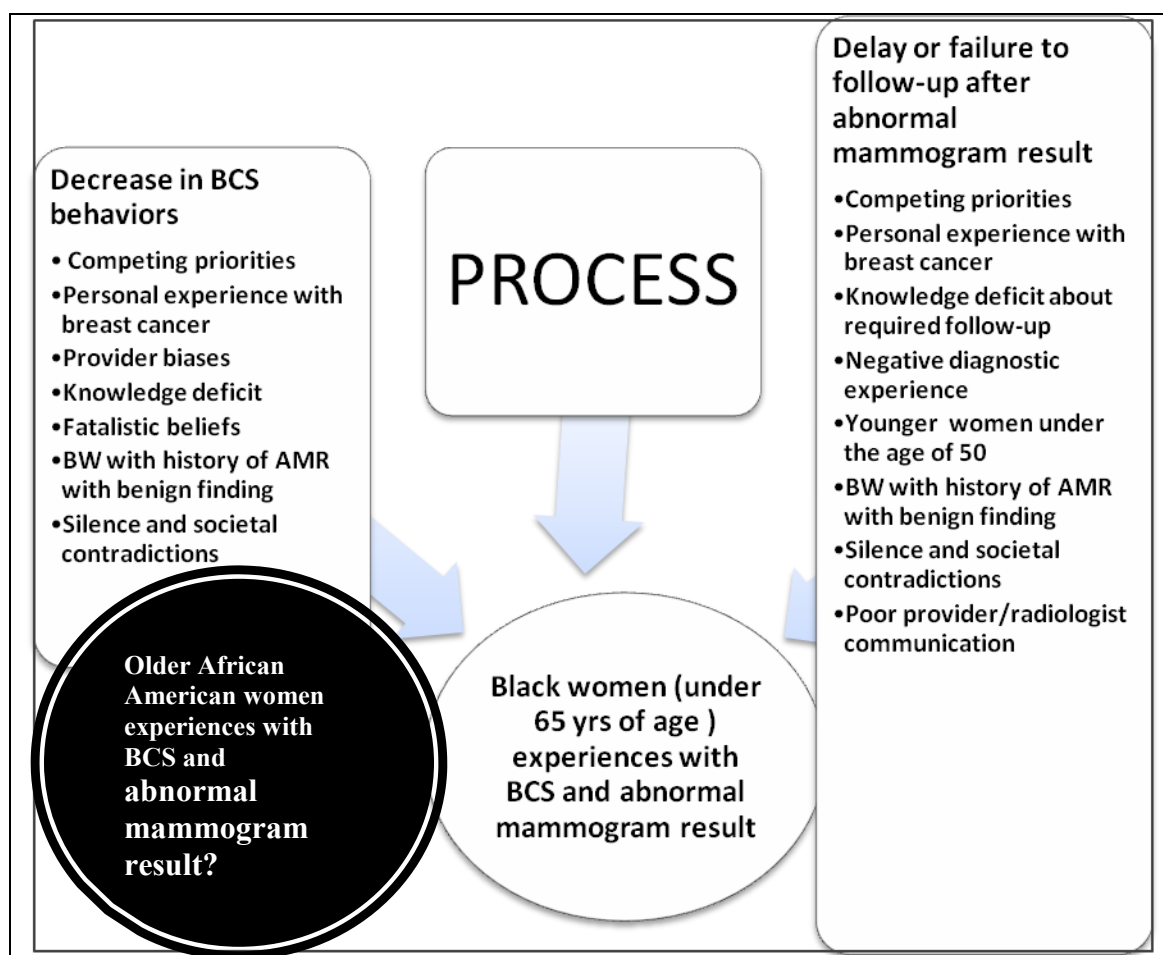 Decrease in BCS
behaviors
• Competing priorities
•Personal experience with
breast cancer
•Provider biases
•Knowledge deficit
•Fatalistic beliefs
•BW with history of AMR
with benign finding
•Silence and societal
contradictions
PROCESS
Delay or failure to
follow-up after
abnormal
mammogram result
•Competing priorities
•Personal experience with
breast cancer
•Knowledge deficit about
required follow-up
•Negative diagnostic
experience
•Younger women under
the age of 50
•BW with history of AMR
with benign finding
•Silence and societal
contradictions
•Poor provider/radiologist
communication
Older African
American women
experiences with
BCS and
abnormal
mammogram
result?
Black women (under
65 yrs of age )
experiences with
BCS and abnormal
mammogram result